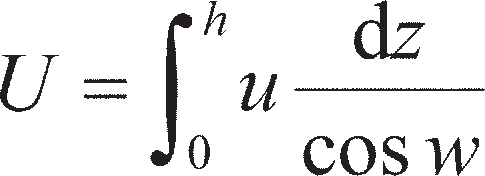 U = ∫₀ʰ u dz / cos w